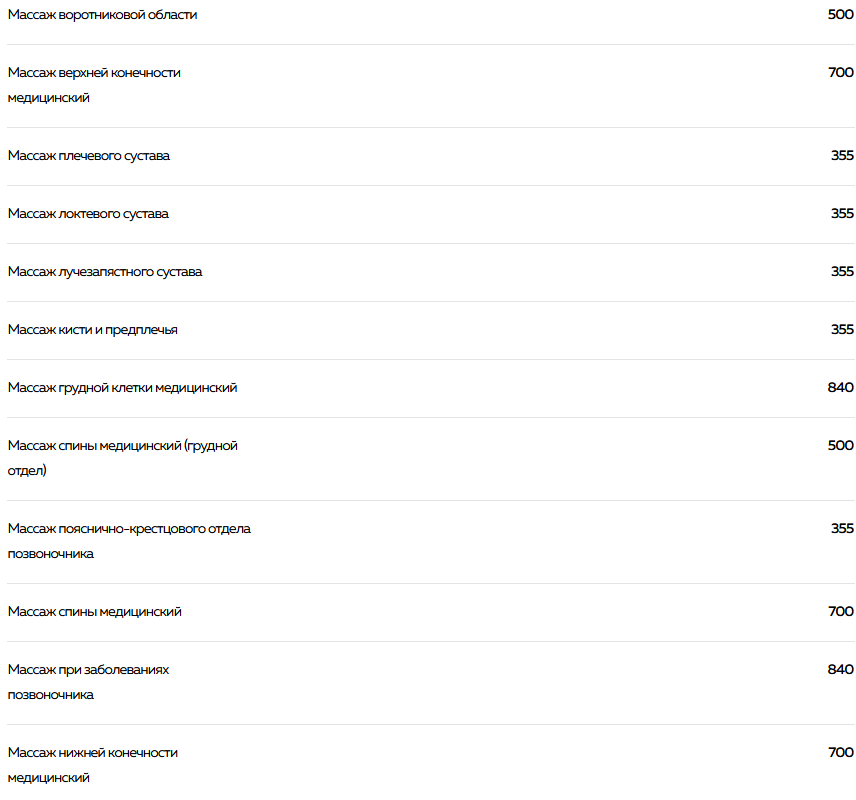 Массаж воротниковой области 500
Массаж верхней конечности 700
медицинский
Массаж плечевого сустава 355
Массаж локтевого сустава 355
Массаж лучезапястного сустава 355
Массаж кисти и предплечья 355
Массаж грудной клетки медицинский 840
Массаж спины медицинский (грудной 500
отдел)
Массаж пояснично-крестцового отдела 355
позвоночника
Массаж спины медицинский 700
Массаж при заболеваниях 840
позвоночника
Массаж нижней конечности 700
медицинский